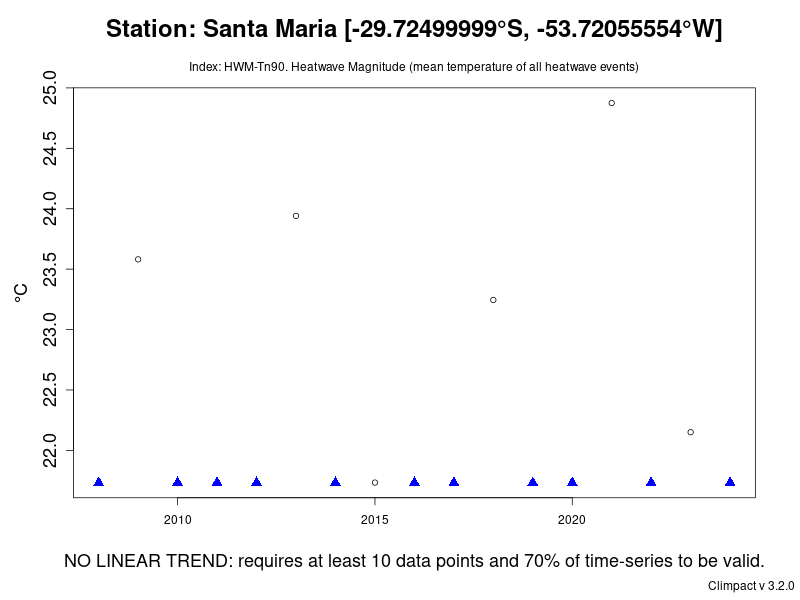 Station: Santa Maria [-29.72499999°S, -53.72055554°W]
Index: HWM-Tn90. Heatwave Magnitude (mean temperature of all heatwave events)
25.0
24.5
24.0
23.5
23.0
22.5
22.0
°C
2010 2015 2020
NO LINEAR TREND: requires at least 10 data points and 70% of time-series to be valid.
Climpact v 3.2.0